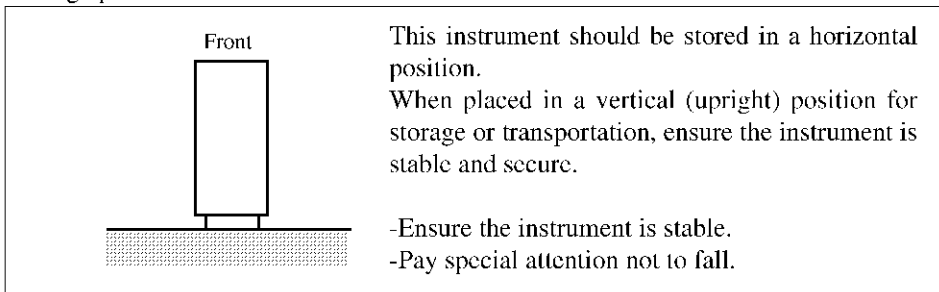 Front
This instrument should be stored in a horizontal
position.
When placed in a vertical (upright) position for
storage or transportation, ensure the instrument is
stable and secure.
-Ensure the instrument is stable.
-Pay special attention not to fall.